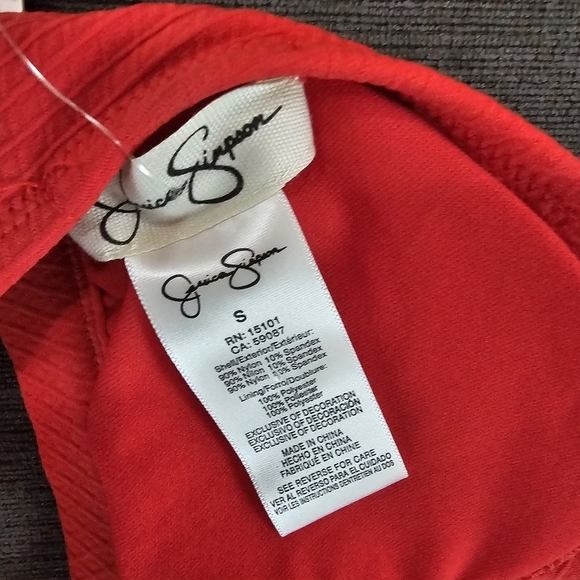 Jessica Simpson
Jessica Simpson
S
RN: 15101
CA: 59087
Shell/Exterior/Extérieur:
90% Nylon 10% Spandex
90% Nilon 10% Spandex
90% Nylon 10% Spandex
Lining/Forro/Doublure:
100% Polyester
100% Poliester
100% Polyester
EXCLUSIVE OF DECORATION
EXCLUSIVO DE DECORACIÓN
EXCLUSIVE OF DECORATION
MADE IN CHINA
HECHO EN CHINA
FABRIQUÉ EN CHINE
SEE REVERSE FOR CARE
VER AL REVERSO PARA EL CUIDADO
VOIR LES INSTRUCTIONS D'ENTRETIEN AU DOS